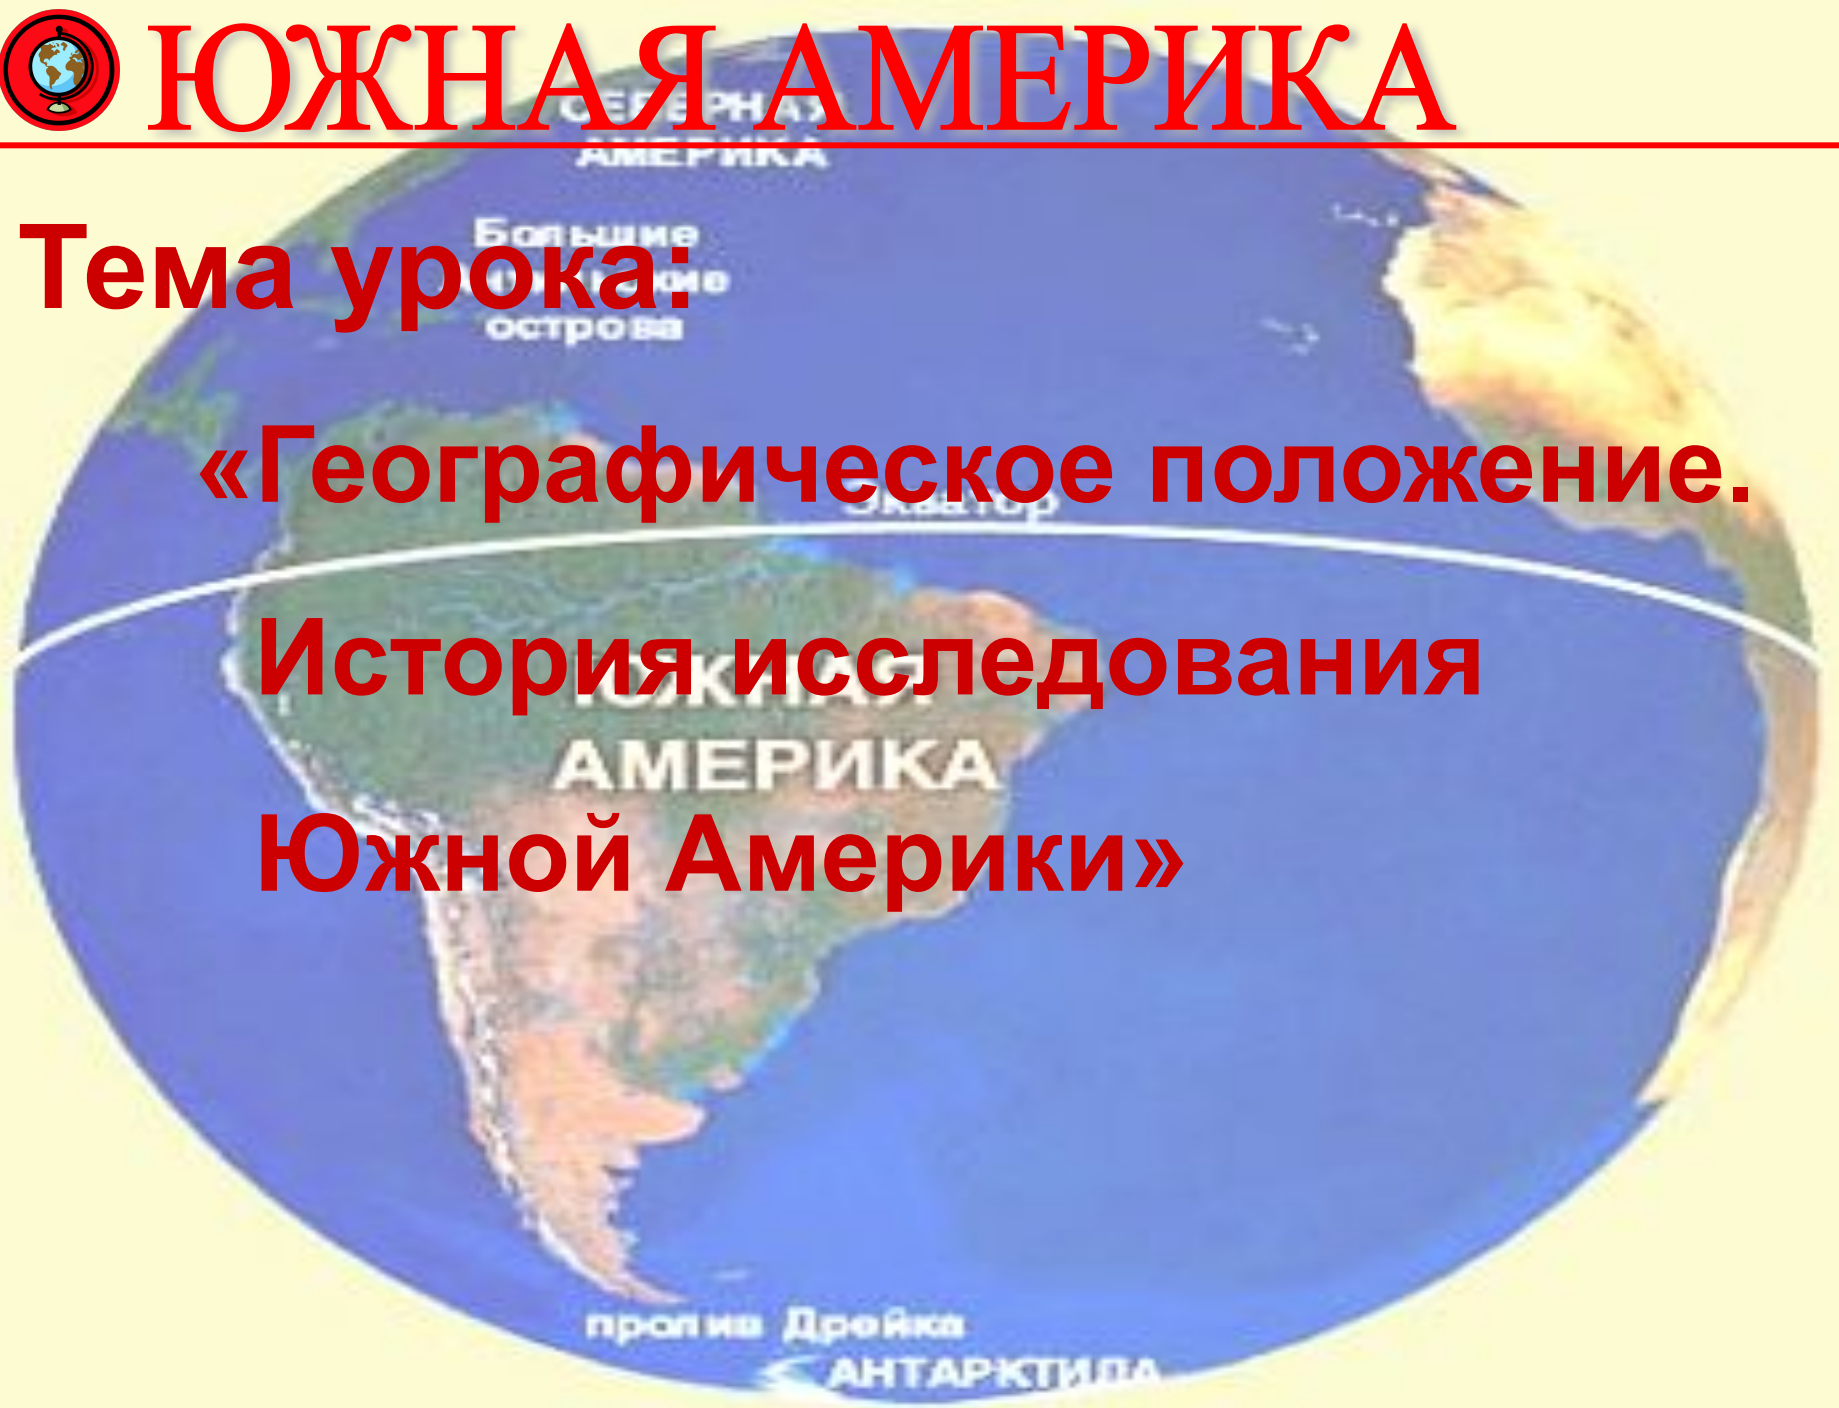 ЮЖНАЯ АМЕРИКА
СЕВЕРНАЯ
АМЕРИКА
Тема урока:
Большие
острова
«Географическое положение.
Экватор
История исследования
ЮЖНАЯ
АМЕРИКА
Южной Америки»
пролив Дрейка
АНТАРКТИДА